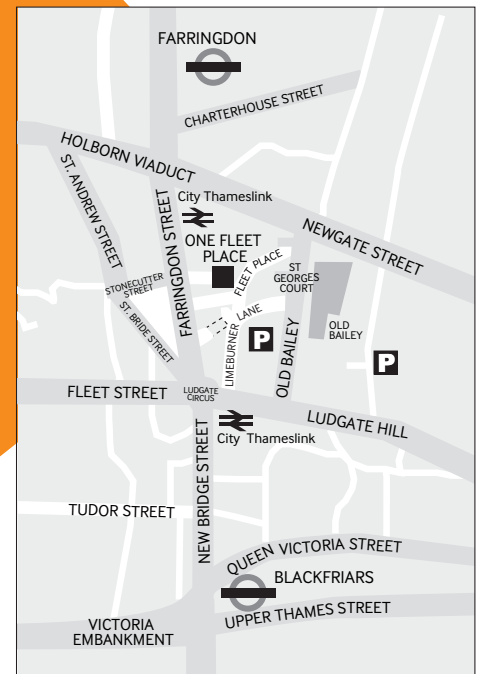 FARRINGDON
CHARTERHOUSE STREET
HOLBORN VIADUCT
ST. ANDREW STREET
City Thameslink
NEWGATE STREET
ONE FLEET
PLACE
FARRINGDON STREET
FLEET PLACE
ST
GEORGES
COURT
STONECUTTER
STREET
ST. BRIDE STREET
LIMEBURNER
LANE
P
OLD BAILEY
OLD
BAILEY
P
FLEET STREET
LUDGATE
CIRCUS
LUDGATE HILL
City Thameslink
NEW BRIDGE STREET
TUDOR STREET
QUEEN VICTORIA STREET
BLACKFRIARS
UPPER THAMES STREET
VICTORIA
EMBANKMENT